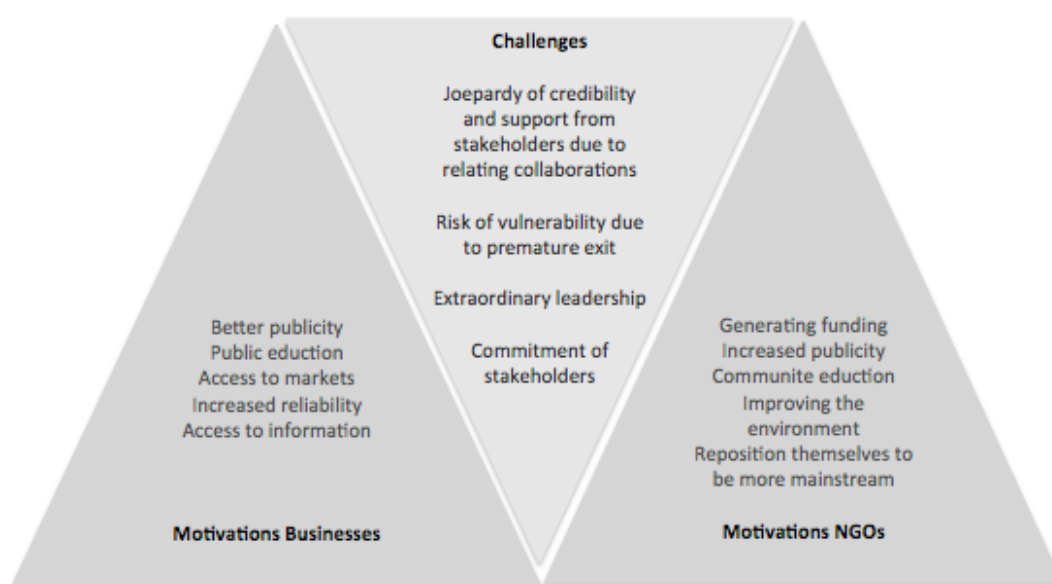 Challenges
Joepardy of credibility
and support from
stakeholders due to
relating collaborations
Risk of vulnerability due
to premature exit
Extraordinary leadership
Commitment of
stakeholders
Better publicity
Public eduction
Access to markets
Increased reliability
Access to information
Motivations Businesses
Generating funding
Increased publicity
Communite eduction
Improving the
environment
Reposition themselves to
be more mainstream
Motivations NGOs